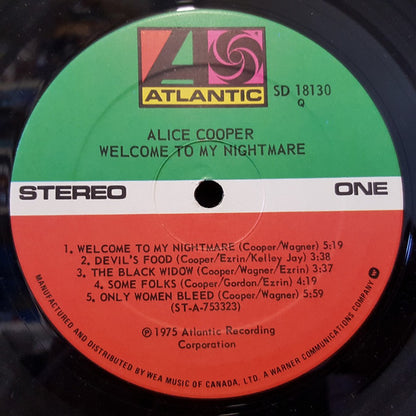 ATLANTIC
SD 18130
Q
ALICE COOPER
WELCOME TO MY NIGHTMARE
STEREO
ONE
1. WELCOME TO MY NIGHTMARE (Cooper/Wagner) 5:19
2. DEVIL'S FOOD (Cooper/Ezrin/Kelley Jay) 3:38
3. THE BLACK WIDOW (Cooper/Wagner/Ezrin) 3:37
4. SOME FOLKS (Cooper/Gordon/Ezrin) 4:19
5. ONLY WOMEN BLEED (Cooper/Wagner) 5:59
(ST-A-753323)
℗1975 Atlantic Recording
Corporation
MANUFACTURED AND DISTRIBUTED BY WEA MUSIC OF CANADA, LTD. A WARNER COMMUNICATIONS COMPANY